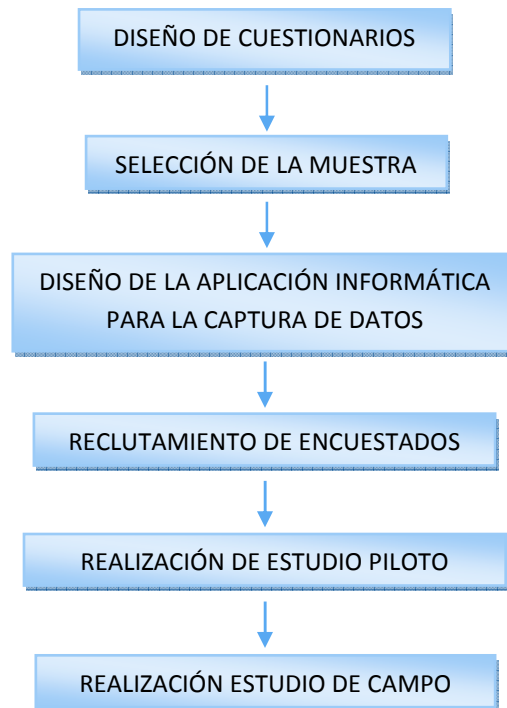 DISEÑO DE CUESTIONARIOS
SELECCIÓN DE LA MUESTRA
DISEÑO DE LA APLICACIÓN INFORMÁTICA
PARA LA CAPTURA DE DATOS
RECLUTAMIENTO DE ENCUESTADOS
REALIZACIÓN DE ESTUDIO PILOTO
REALIZACIÓN ESTUDIO DE CAMPO